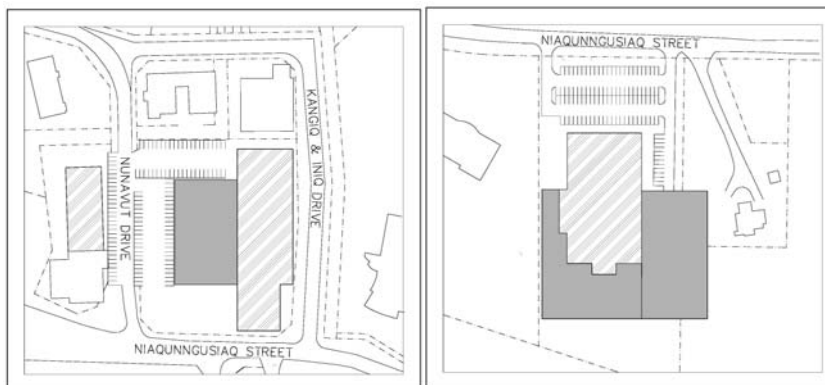 NUNAVUT DRIVE
KANGIQ & INIQ DRIVE
NIAQUNNGUSIAQ STREET
NIAQUNNGUSIAQ STREET